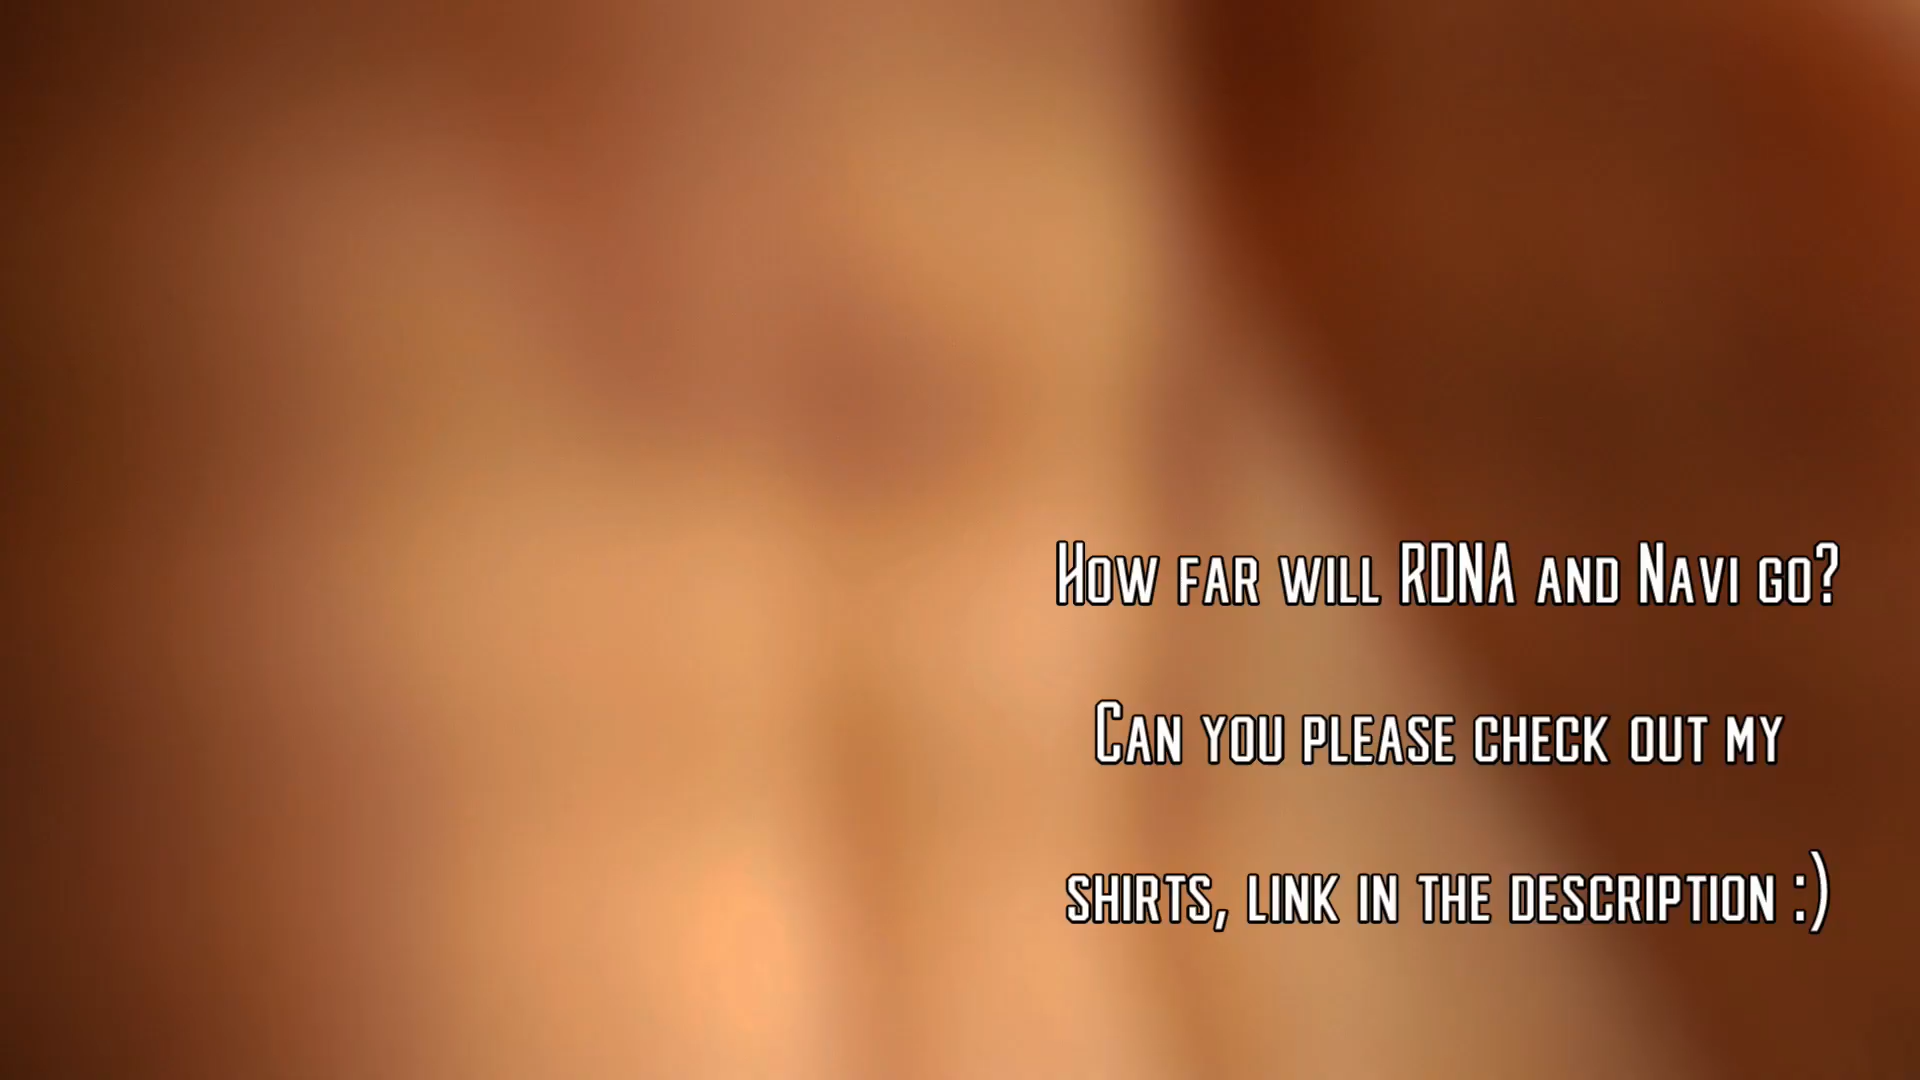 How far will RDNA and Navi go?
Can you please check out my
shirts, link in the description :)